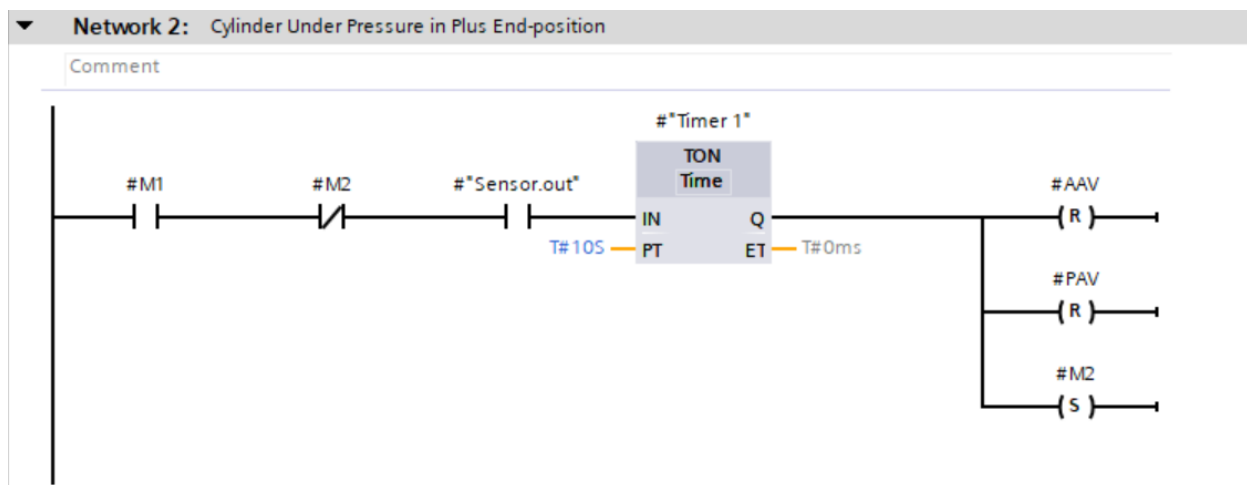 Network 2: Cylinder Under Pressure in Plus End-position
Comment
#"Timer 1"
TON
Time
#M1 #M2 #"Sensor.out" #AAV
IN Q ( R )
T#10S PT ET T#0ms
#PAV
( R )
#M2
( S )